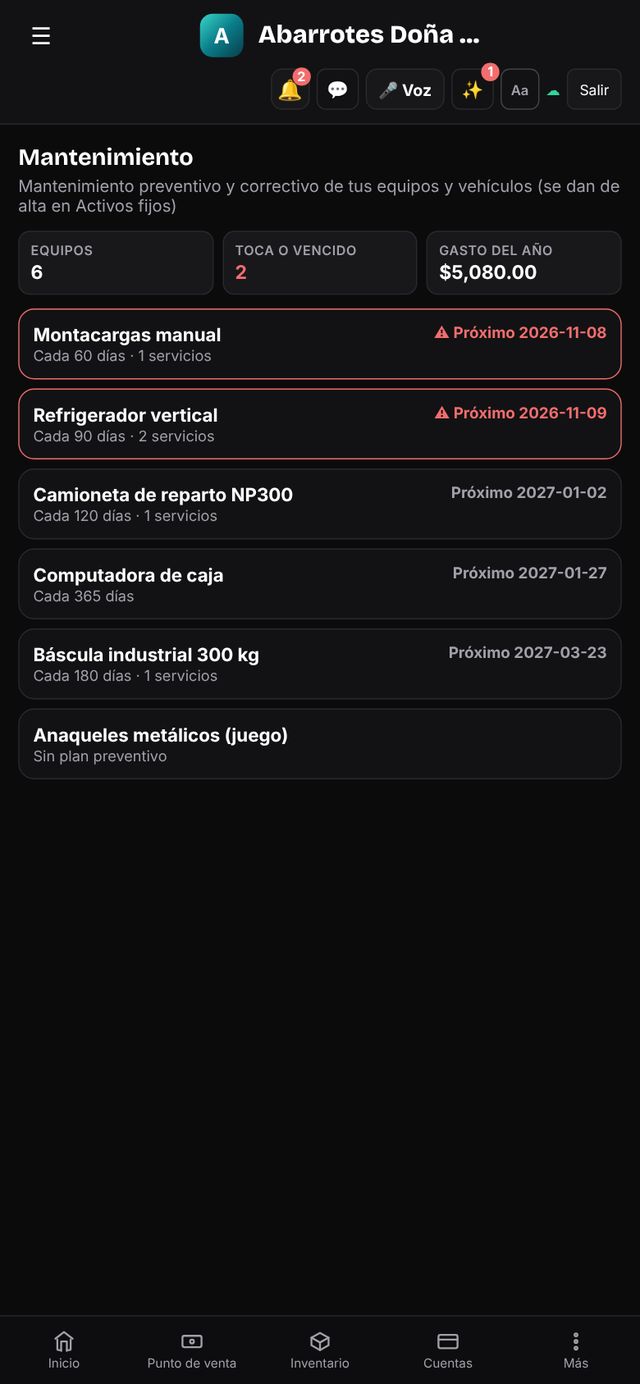 ☰ A Abarrotes Doña ...
🔔 2 💬 🎤 Voz ✨ 1 Aa ☁ Salir
Mantenimiento
Mantenimiento preventivo y correctivo de tus equipos y vehículos (se dan de
alta en Activos fijos)
EQUIPOS
6
TOCA O VENCIDO
2
GASTO DEL AÑO
$5,080.00
Montacargas manual
⚠ Próximo 2026-11-08
Cada 60 días · 1 servicios
Refrigerador vertical
⚠ Próximo 2026-11-09
Cada 90 días · 2 servicios
Camioneta de reparto NP300
Próximo 2027-01-02
Cada 120 días · 1 servicios
Computadora de caja
Próximo 2027-01-27
Cada 365 días
Báscula industrial 300 kg
Próximo 2027-03-23
Cada 180 días · 1 servicios
Anaqueles metálicos (juego)
Sin plan preventivo
Inicio
Punto de venta
Inventario
Cuentas
Más